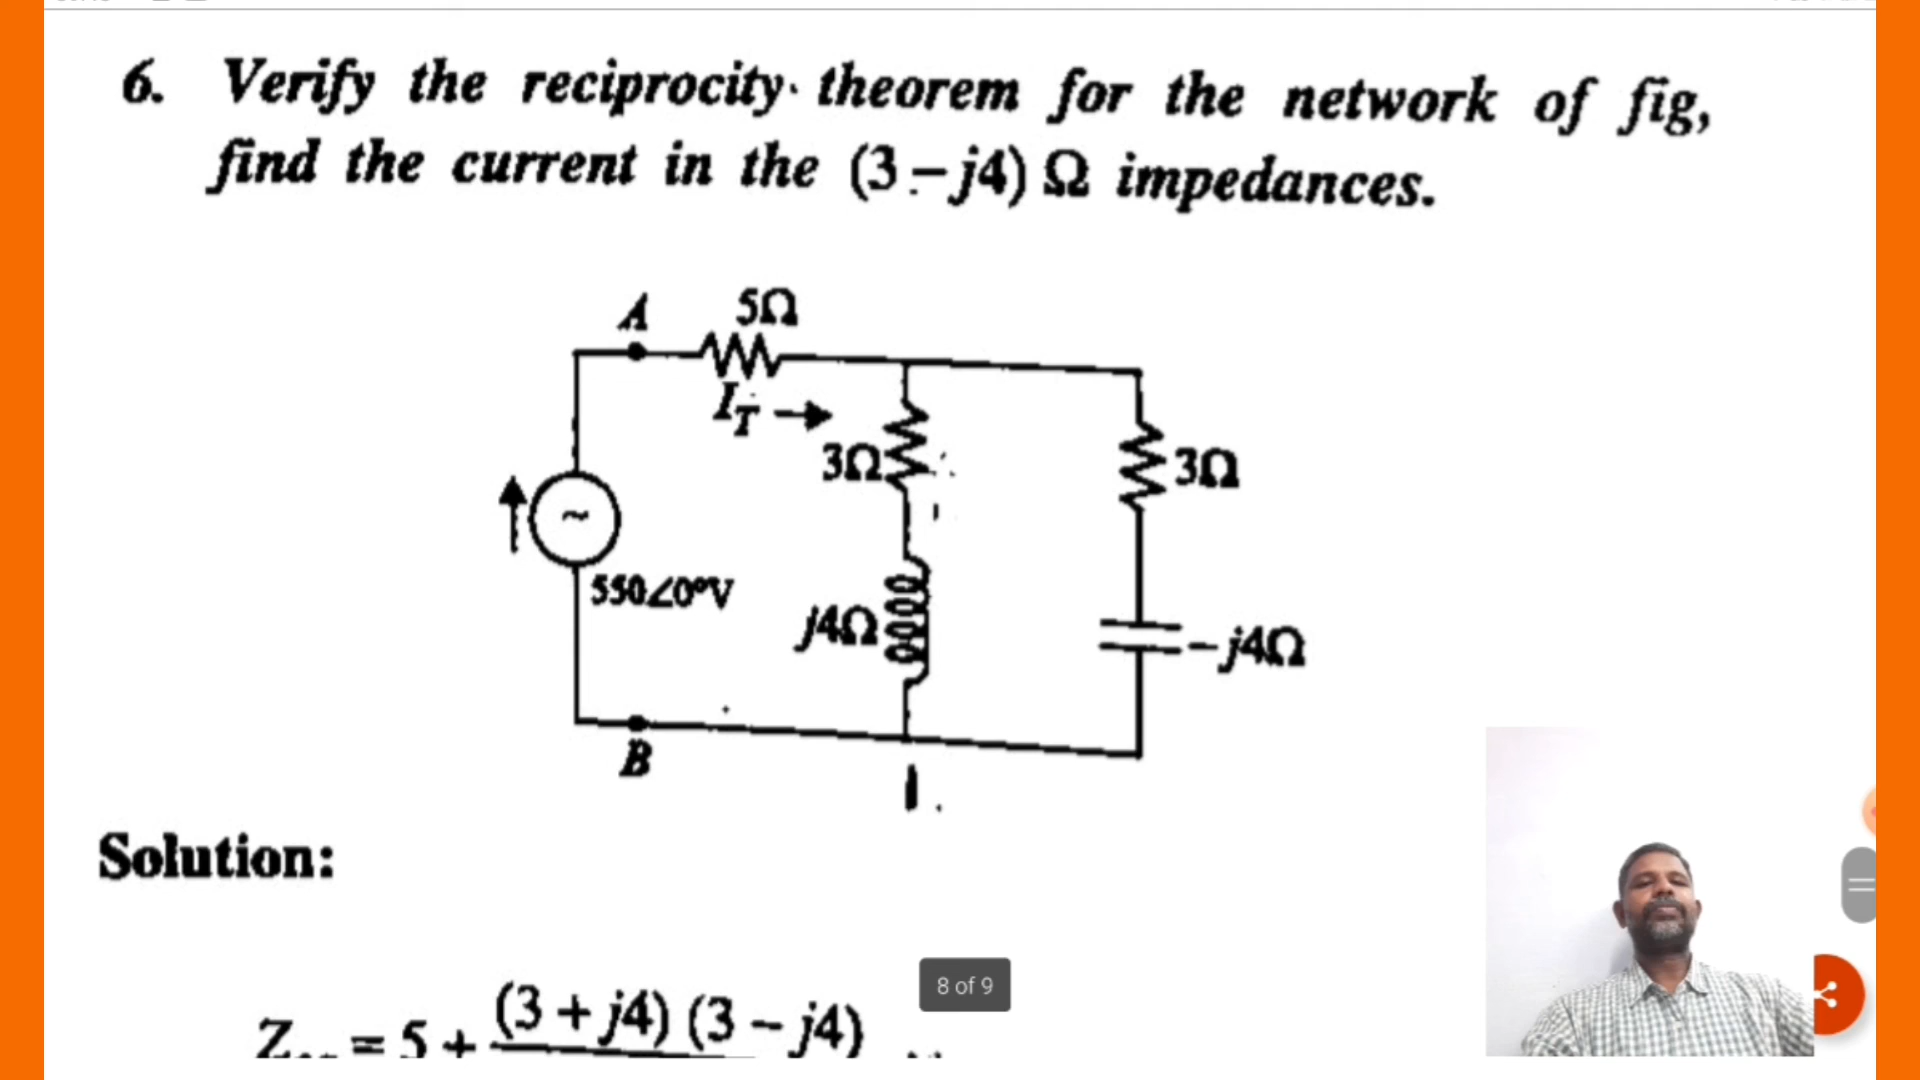 6. Verify the reciprocity theorem for the network of fig,
find the current in the (3 - j4) Ω impedances.
A
5Ω
I_T
3Ω
3Ω
~
550∠0°V
j4Ω
-j4Ω
B
Solution:
8 of 9
= 5 + (3 + j4) (3 - j4)